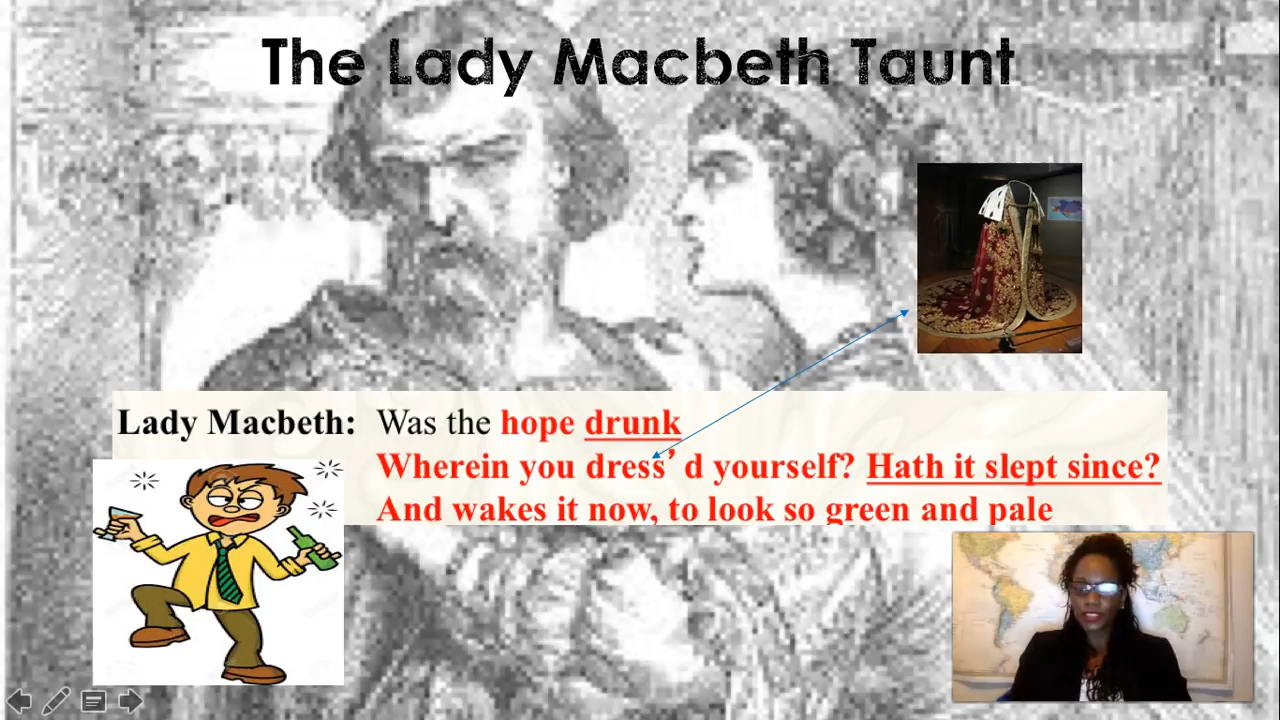 The Lady Macbeth Taunt
Lady Macbeth: Was the hope drunk
Wherein you dress’ d yourself? Hath it slept since?
And wakes it now, to look so green and pale